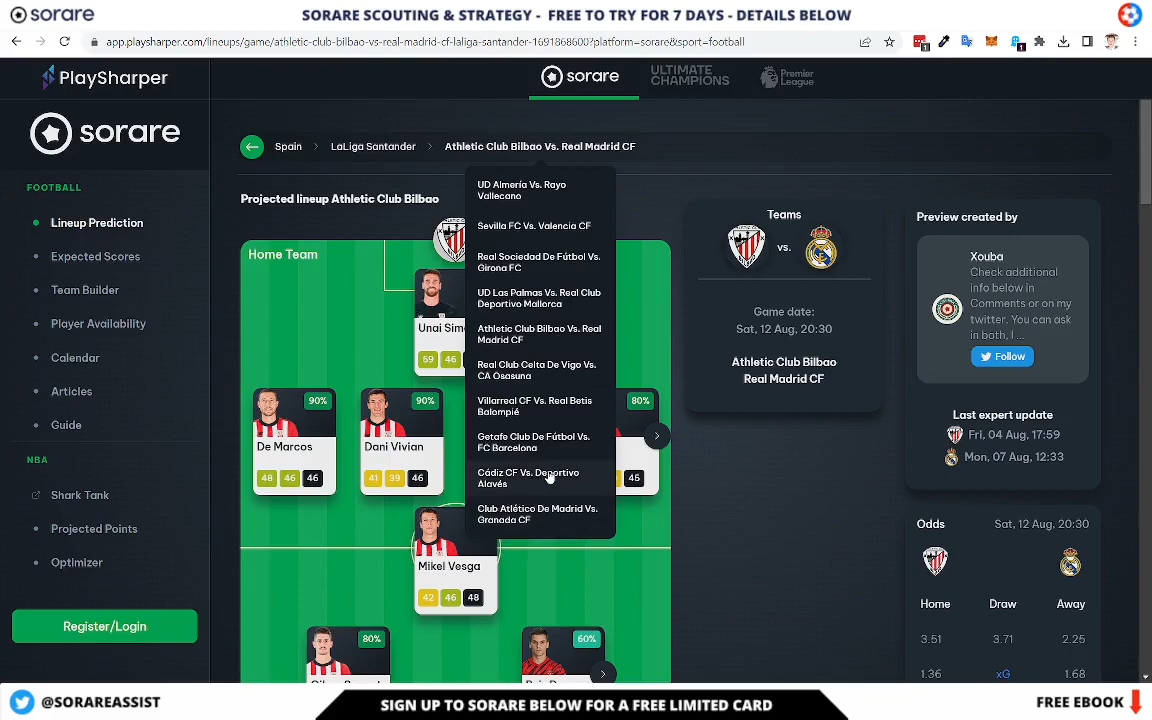 sorare
SORARE SCOUTING & STRATEGY - FREE TO TRY FOR 7 DAYS - DETAILS BELOW
app.playsharper.com/lineups/game/athletic-club-bilbao-vs-real-madrid-cf-laliga-santander-1691868600?platform=sorare&sport=football
1
1
PlaySharper
sorare
ULTIMATE
CHAMPIONS
Premier
League
sorare
FOOTBALL
Lineup Prediction
Expected Scores
Team Builder
Player Availability
Calendar
Articles
Guide
NBA
Shark Tank
Projected Points
Optimizer
Register/Login
Spain
LaLiga Santander
Athletic Club Bilbao Vs. Real Madrid CF
Projected lineup Athletic Club Bilbao
Home Team
Unai Sim
59 46
90%
De Marcos
48 46 46
90%
Dani Vivian
41 39 46
80%
45
Mikel Vesga
42 46 48
80%
60%
UD Almería Vs. Rayo
Vallecano
Sevilla FC Vs. Valencia CF
Real Sociedad De Fútbol Vs.
Girona FC
UD Las Palmas Vs. Real Club
Deportivo Mallorca
Athletic Club Bilbao Vs. Real
Madrid CF
Real Club Celta De Vigo Vs.
CA Osasuna
Villarreal CF Vs. Real Betis
Balompié
Getafe Club De Fútbol Vs.
FC Barcelona
Cádiz CF Vs. Deportivo
Alavés
Club Atlético De Madrid Vs.
Granada CF
Teams
vs.
Game date:
Sat, 12 Aug, 20:30
Athletic Club Bilbao
Real Madrid CF
Preview created by
Xouba
Check additional
info below in
Comments or on my
twitter. You can ask
in both, I ...
Follow
Last expert update
Fri, 04 Aug, 17:59
Mon, 07 Aug, 12:33
Odds
Sat, 12 Aug, 20:30
Home Draw Away
3.51 3.71 2.25
1.36 xG 1.68
@SORAREASSIST
SIGN UP TO SORARE BELOW FOR A FREE LIMITED CARD
FREE EBOOK